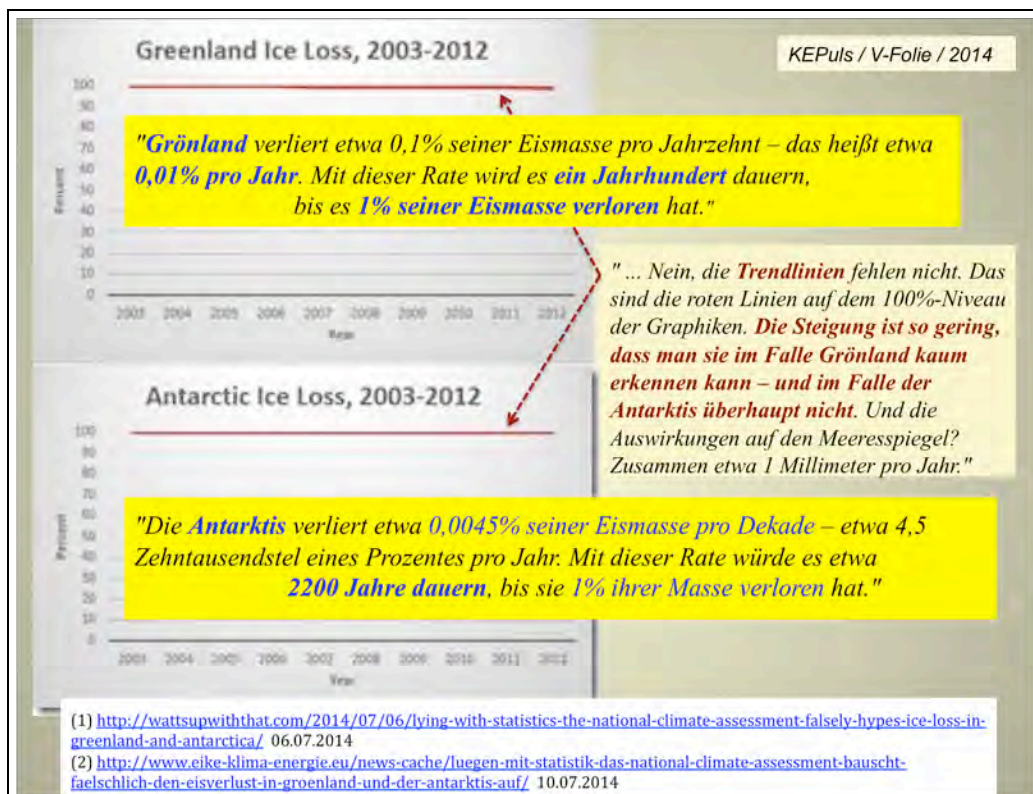 Greenland Ice Loss, 2003-2012
KEPuls / V-Folie / 2014
100
90
80
70
60
50
40
30
20
10
0
Percent
"Grönland verliert etwa 0,1% seiner Eismasse pro Jahrzehnt – das heißt etwa
0,01% pro Jahr. Mit dieser Rate wird es ein Jahrhundert dauern,
bis es 1% seiner Eismasse verloren hat."
2003 2004 2005 2006 2007 2008 2009 2010 2011 2012
Year
" ... Nein, die Trendlinien fehlen nicht. Das
sind die roten Linien auf dem 100%-Niveau
der Graphiken. Die Steigung ist so gering,
dass man sie im Falle Grönland kaum
erkennen kann – und im Falle der
Antarktis überhaupt nicht. Und die
Auswirkungen auf den Meeresspiegel?
Zusammen etwa 1 Millimeter pro Jahr."
Antarctic Ice Loss, 2003-2012
100
90
80
70
60
50
40
30
20
10
0
Percent
"Die Antarktis verliert etwa 0,0045% seiner Eismasse pro Dekade – etwa 4,5
Zehntausendstel eines Prozentes pro Jahr. Mit dieser Rate würde es etwa
2200 Jahre dauern, bis sie 1% ihrer Masse verloren hat."
2003 2004 2005 2006 2007 2008 2009 2010 2011 2012
Year
(1) http://wattsupwiththat.com/2014/07/06/lying-with-statistics-the-national-climate-assessment-falsely-hypes-ice-loss-in-
greenland-and-antarctica/ 06.07.2014
(2) http://www.eike-klima-energie.eu/news-cache/luegen-mit-statistik-das-national-climate-assessment-bauscht-
faelschlich-den-eisverlust-in-groenland-und-der-antarktis-auf/ 10.07.2014